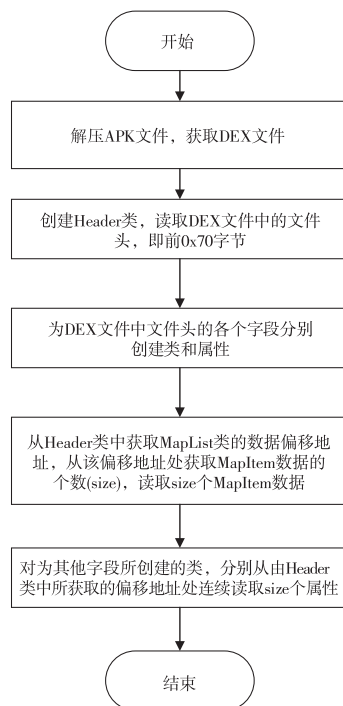 开始
解压APK文件，获取DEX文件
创建Header类，读取DEX文件中的文件
头，即前0x70字节
为DEX文件中文件头的各个字段分别
创建类和属性
从Header类中获取MapList类的数据偏移地
址，从该偏移地址处获取MapItem数据的
个数(size)，读取size个MapItem数据
对为其他字段所创建的类，分别从由Header
类中所获取的偏移地址处连续读取size个属性
结束